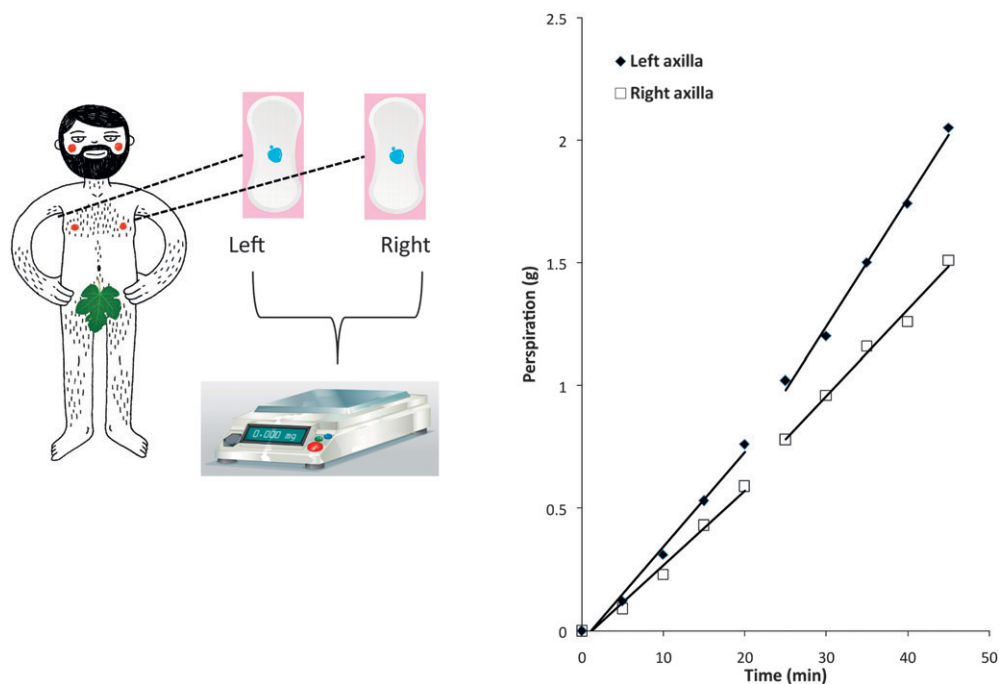 Left
Right
0.000 mg
Left axilla
Right axilla
Perspiration (g)
2.5
2
1.5
1
0.5
0
0
10
20
30
40
50
Time (min)